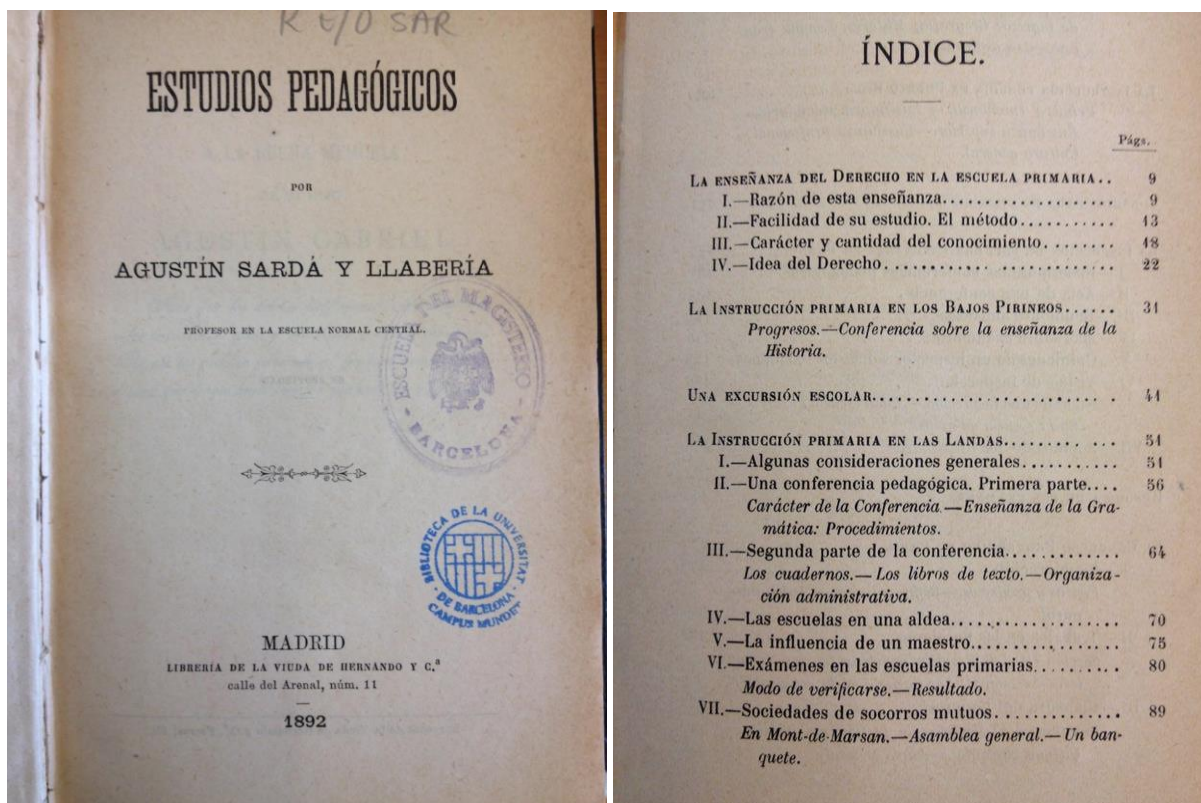 R E/O SAR
ESTUDIOS PEDAGÓGICOS
POR
AGUSTÍN SARDÁ Y LLABERÍA
PROFESOR EN LA ESCUELA NORMAL CENTRAL.
ESCUELA DEL MAGISTERIO - BARCELONA -
BIBLIOTECA DE LA UNIVERSITAT · DE BARCELONA · CAMPUS MUNDET
MADRID
LIBRERÍA DE LA VIUDA DE HERNANDO Y C.ª
calle del Arenal, núm. 11
1892
ÍNDICE.
Págs.
LA ENSEÑANZA DEL DERECHO EN LA ESCUELA PRIMARIA.. 9
I.—Razón de esta enseñanza.................... 9
II.—Facilidad de su estudio. El método........... 13
III.—Carácter y cantidad del conocimiento........ 18
IV.—Idea del Derecho.......................... 22
LA INSTRUCCIÓN PRIMARIA EN LOS BAJOS PIRINEOS...... 31
Progresos.—Conferencia sobre la enseñanza de la
Historia.
UNA EXCURSIÓN ESCOLAR........................... 41
LA INSTRUCCIÓN PRIMARIA EN LAS LANDAS............ 51
I.—Algunas consideraciones generales........... 51
II.—Una conferencia pedagógica. Primera parte.... 56
Carácter de la Conferencia.—Enseñanza de la Gra-
mática: Procedimientos.
III.—Segunda parte de la conferencia............. 64
Los cuadernos.—Los libros de texto.—Organiza-
ción administrativa.
IV.—Las escuelas en una aldea................... 70
V.—La influencia de un maestro................. 75
VI.—Exámenes en las escuelas primarias.......... 80
Modo de verificarse.—Resultado.
VII.—Sociedades de socorros mutuos.............. 89
En Mont-de-Marsan.—Asamblea general.—Un ban-
quete.